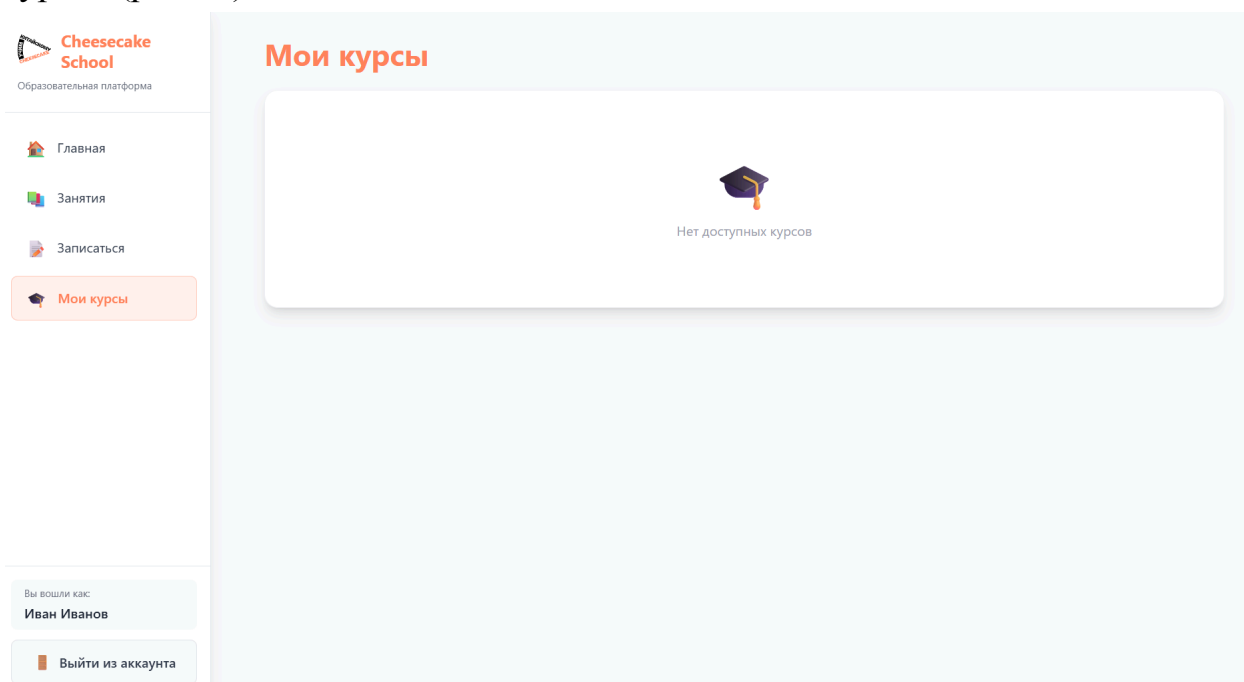 Cheesecake
School
Образовательная платформа
Главная
Занятия
Записаться
Мои курсы
Вы вошли как:
Иван Иванов
Выйти из аккаунта
Мои курсы
Нет доступных курсов